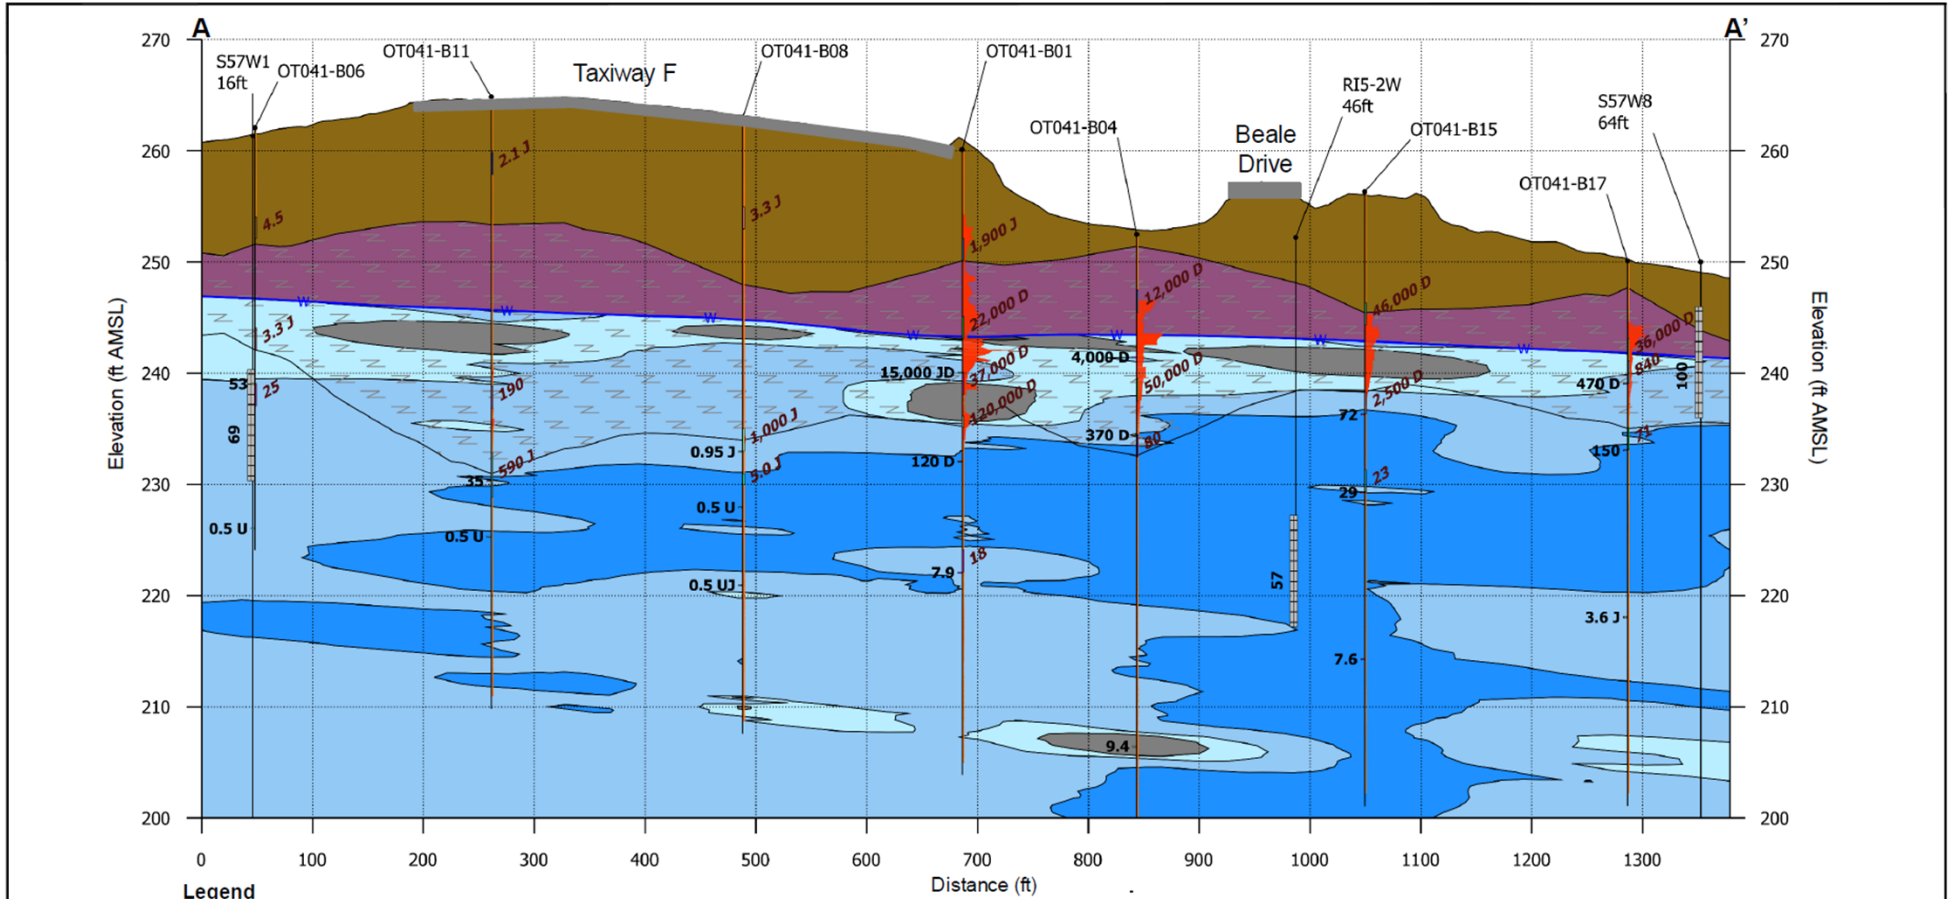 A
A'
270
270
S57W1
16ft
OT041-B06
OT041-B11
Taxiway F
OT041-B08
OT041-B01
OT041-B04
Beale
Drive
RI5-2W
46ft
OT041-B15
S57W8
64ft
OT041-B17
260
260
2.1 J
4.5
3.3 J
1,900 J
250
250
12,000 D
46,000 D
22,000 D
36,000 D
W
W
W
W
W
W
W
3.3 J
4,000 D
840
240
240
15,000 JD
37,000 D
50,000 D
2,500 D
470 D
100
53
25
190
120,000 D
72
69
1,000 J
370 D
80
71
0.95 J
120 D
150
590 J
5.0 J
23
35
29
230
230
0.5 U
0.5 U
0.5 U
18
0.5 UJ
7.9
57
220
220
3.6 J
7.6
210
210
9.4
200
200
Elevation (ft AMSL)
Elevation (ft AMSL)
0
100
200
300
400
500
600
700
800
900
1000
1100
1200
1300
Distance (ft)
Legend